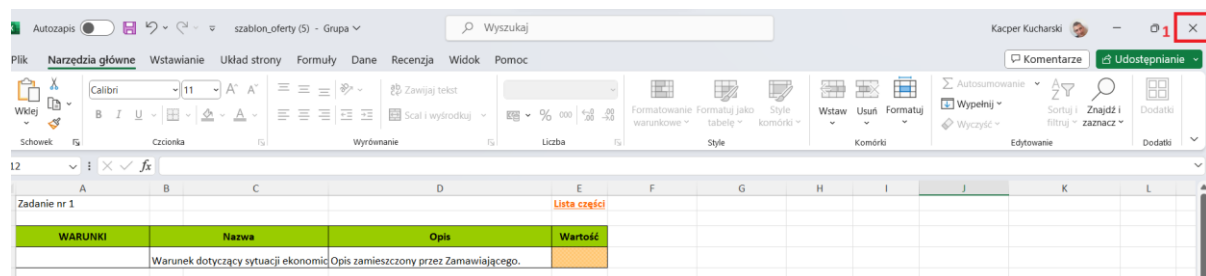 Autozapis szablon_oferty (5) - Grupa Wyszukaj Kacper Kucharski 1
Plik Narzędzia główne Wstawianie Układ strony Formuły Dane Recenzja Widok Pomoc Komentarze Udostępnianie
Calibri 11 A A Zawijaj tekst Autosumowanie
Wklej B I U A Scal i wyśrodkuj % 000 Formatowanie warunkowe Formatuj jako tabelę Style komórki Wstaw Usuń Formatuj Wypełnij Wyczyść Sortuj i filtruj Znajdź i zaznacz Dodatki
Schowek Czcionka Wyrównanie Liczba Style Komórki Edytowanie Dodatki
12 fx
A B C D E F G H I J K L
Zadanie nr 1 Lista części
WARUNKI Nazwa Opis Wartość
Warunek dotyczący sytuacji ekonomic Opis zamieszczony przez Zamawiającego.